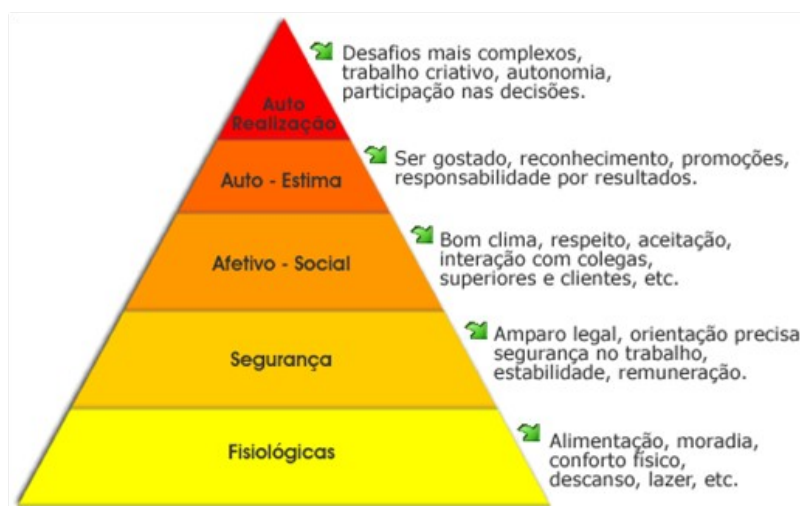 Desafios mais complexos,
trabalho criativo, autonomia,
participação nas decisões.
Auto
Realização
Ser gostado, reconhecimento, promoções,
responsabilidade por resultados.
Auto - Estima
Bom clima, respeito, aceitação,
interação com colegas,
superiores e clientes, etc.
Afetivo - Social
Amparo legal, orientação precisa
segurança no trabalho,
estabilidade, remuneração.
Segurança
Alimentação, moradia,
conforto físico,
descanso, lazer, etc.
Fisiológicas